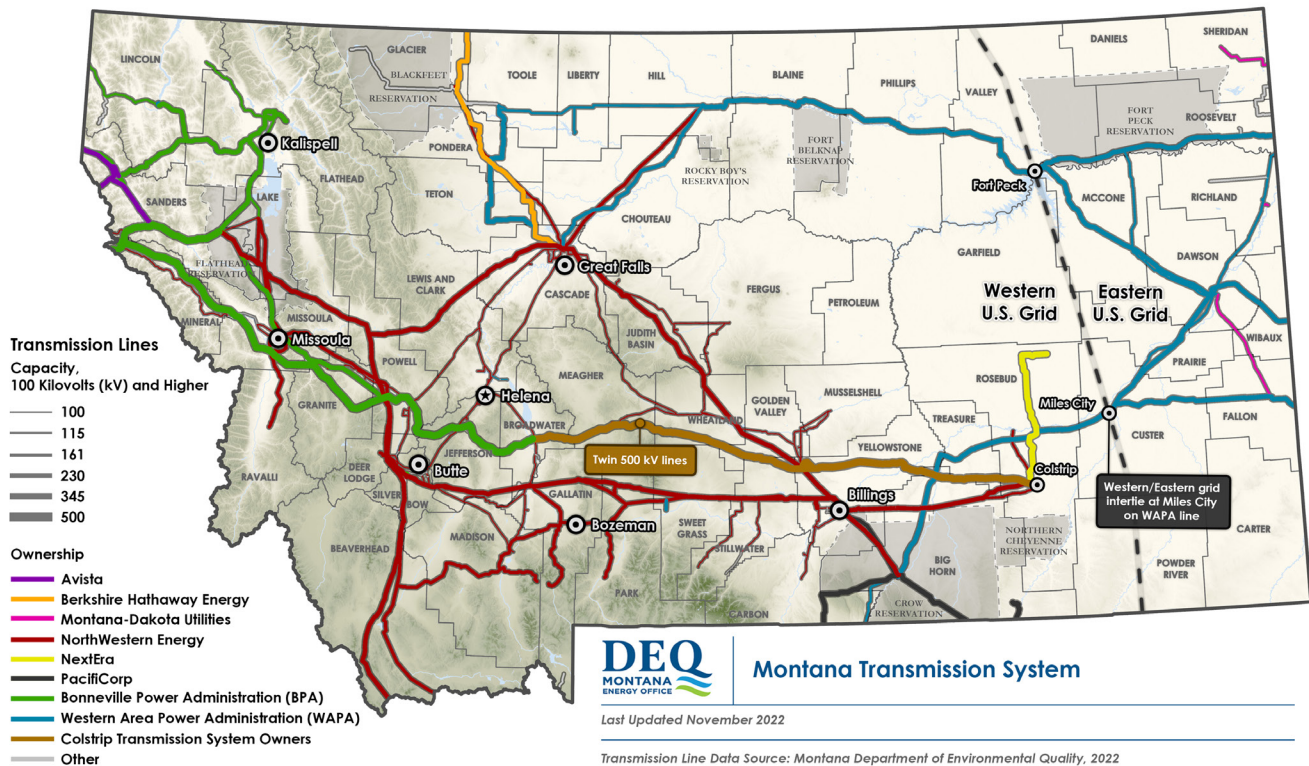 LINCOLN
GLACIER
BLACKFEET
RESERVATION
TOOLE
LIBERTY
HILL
BLAINE
PHILLIPS
VALLEY
DANIELS
SHERIDAN
FORT
PECK
RESERVATION
ROOSEVELT
Kalispell
FLATHEAD
PONDERA
ROCKY BOY'S
RESERVATION
FORT
BELKNAP
RESERVATION
Fort Peck
MCCONE
RICHLAND
SANDERS
LAKE
TETON
CHOUTEAU
GARFIELD
DAWSON
FLATHEAD
RESERVATION
LEWIS AND
CLARK
Great Falls
CASCADE
FERGUS
PETROLEUM
Western
U.S. Grid
Eastern
U.S. Grid
MINERAL
MISSOULA
Missoula
POWELL
JUDITH
BASIN
WIBAUX
PRAIRIE
Transmission Lines
Capacity,
100 Kilovolts (kV) and Higher
100
115
161
230
345
500
GRANITE
Helena
MEAGHER
BROADWATER
WHEATLAND
GOLDEN
VALLEY
MUSSELSHELL
ROSEBUD
TREASURE
Miles City
CUSTER
FALLON
Twin 500 kV lines
YELLOWSTONE
JEFFERSON
RAVALLI
DEER
LODGE
Butte
SILVER
BOW
GALLATIN
Billings
Colstrip
Western/Eastern grid
intertie at Miles City
on WAPA line
Bozeman
SWEET
GRASS
STILLWATER
NORTHERN
CHEYENNE
RESERVATION
CARTER
BEAVERHEAD
MADISON
PARK
CARBON
BIG
HORN
CROW
RESERVATION
POWDER
RIVER
Ownership
Avista
Berkshire Hathaway Energy
Montana-Dakota Utilities
NorthWestern Energy
NextEra
PacifiCorp
Bonneville Power Administration (BPA)
Western Area Power Administration (WAPA)
Colstrip Transmission System Owners
Other
DEQ
MONTANA
ENERGY OFFICE
Montana Transmission System
Last Updated November 2022
Transmission Line Data Source: Montana Department of Environmental Quality, 2022